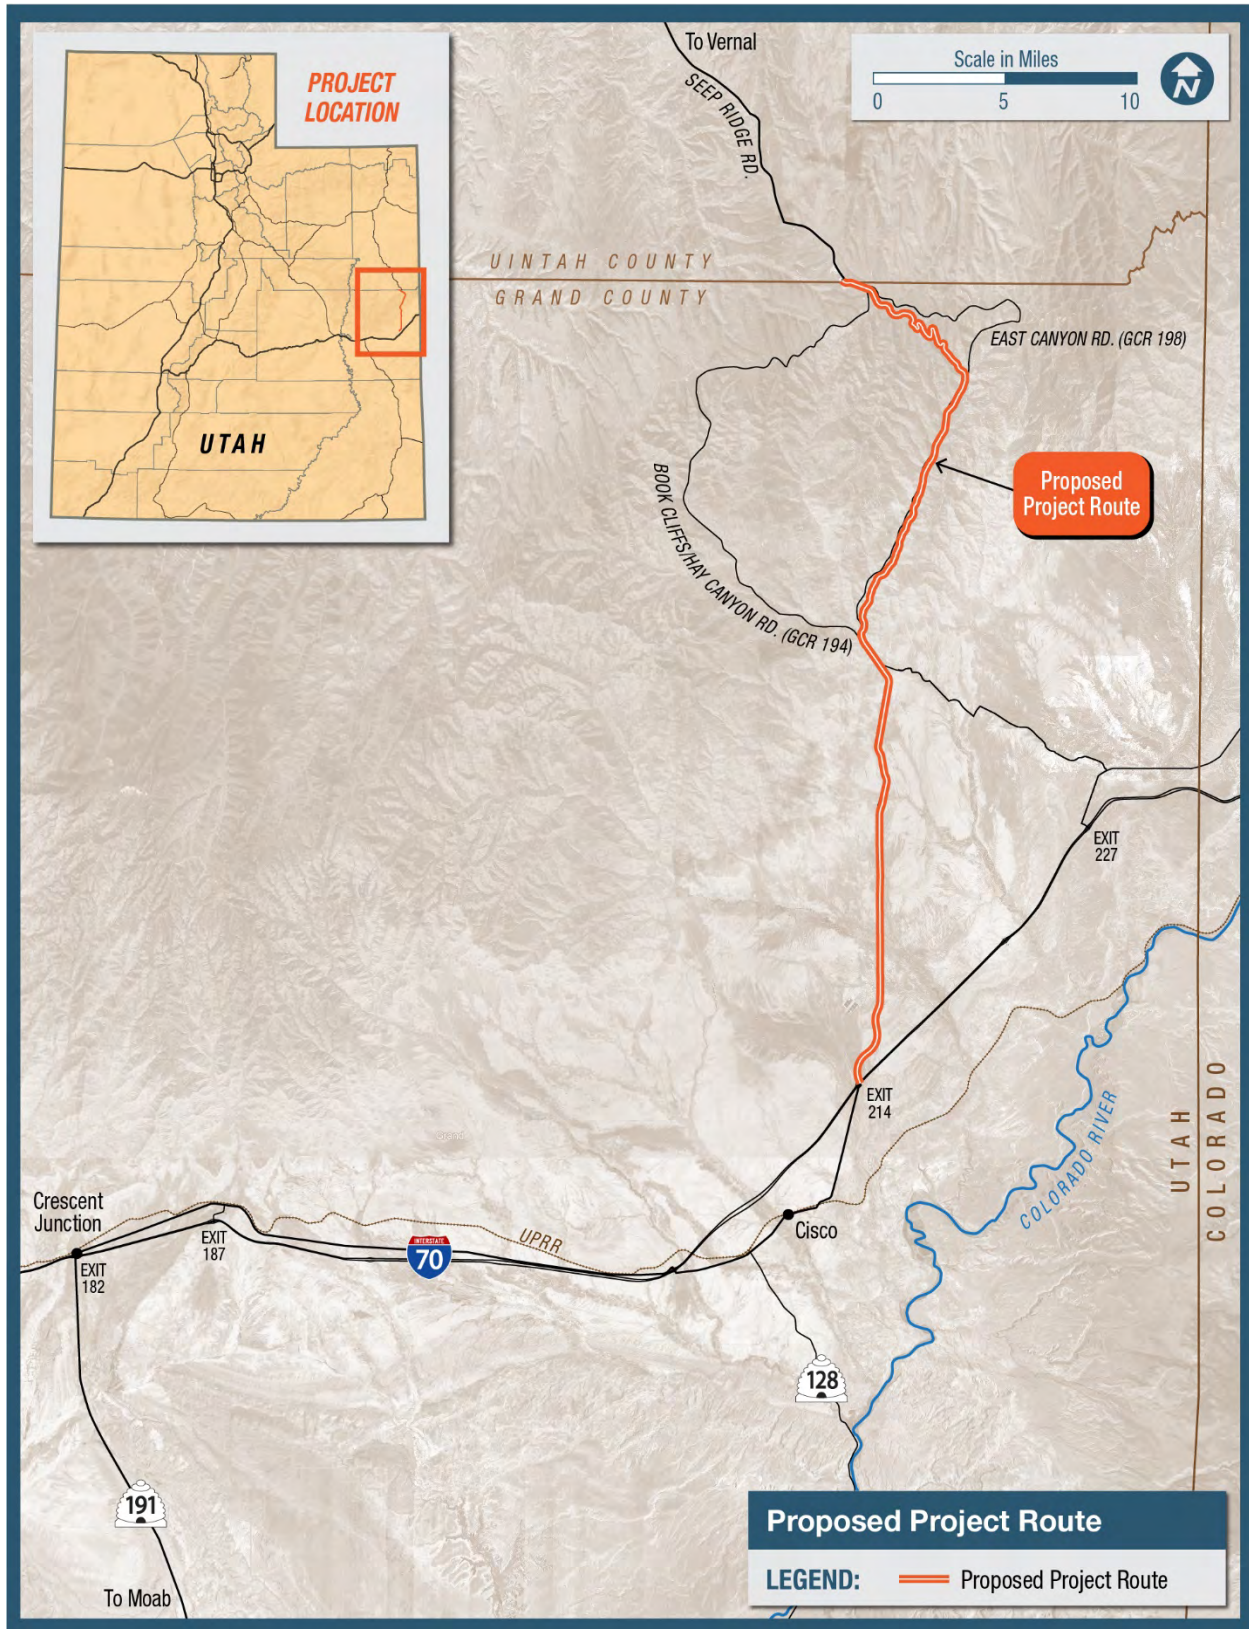 PROJECT
LOCATION
UTAH
To Vernal
SEEP RIDGE RD.
Scale in Miles
0 5 10
N
UINTAH COUNTY
GRAND COUNTY
EAST CANYON RD. (GCR 198)
Proposed
Project Route
BOOK CLIFFS/HAY CANYON RD. (GCR 194)
EXIT
227
EXIT
214
UTAH
COLORADO
COLORADO RIVER
Crescent
Junction
EXIT
182
EXIT
187
INTERSTATE
70
UPRR
Cisco
128
191
To Moab
Proposed Project Route
LEGEND: Proposed Project Route